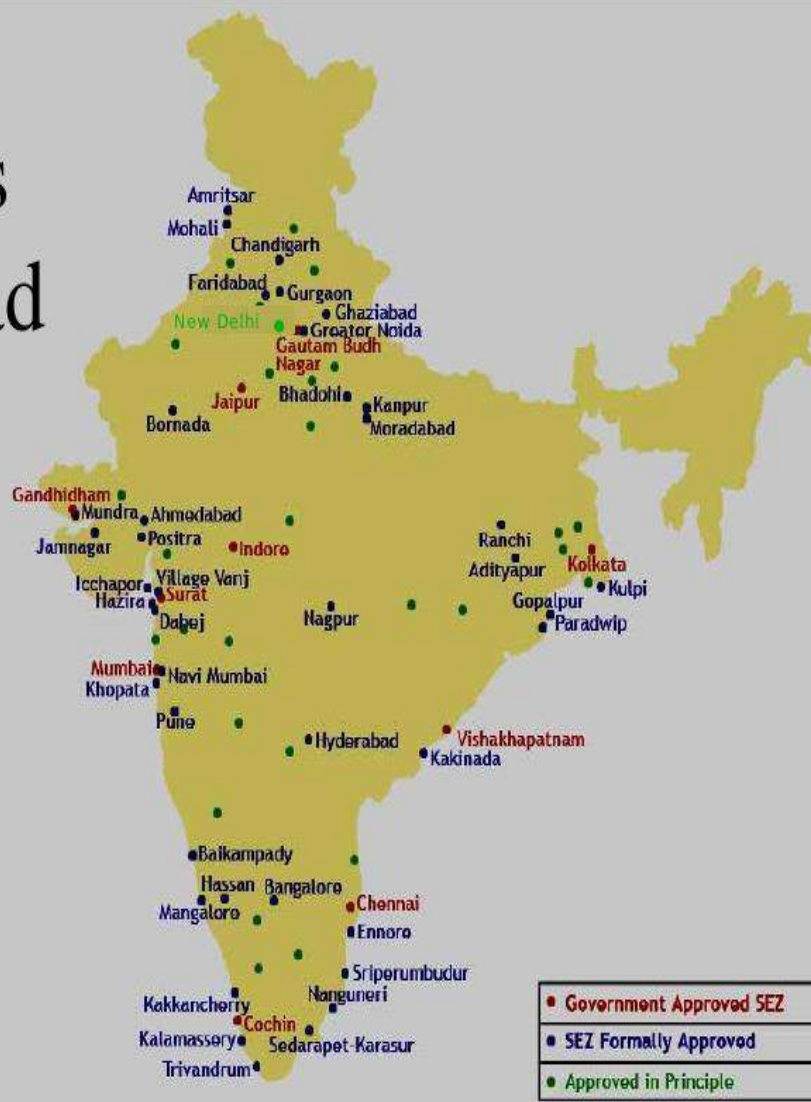 s
ad
Amritsar
Mohali
Chandigarh
Faridabad
Gurgaon
Ghaziabad
New Delhi
Greator Noida
Gautam Budh
Nagar
Jaipur
Bhadohi
Kanpur
Bornada
Moradabad
Gandhidham
Mundra
Ahmedabad
Jamnagar
Positra
Indore
Ranchi
Kolkata
Adityapur
Icchapor
Village Vanj
Kulpi
Hazira
Surat
Gopalpur
Dahej
Nagpur
Paradwip
Mumbai
Navi Mumbai
Khopata
Pune
Hyderabad
Vishakhapatnam
Kakinada
Baikampady
Hassan
Bangalore
Mangalore
Chennai
Ennore
Sriperumbudur
Kakkancherry
Nanguneri
Cochin
Kalamassery
Sedarapet-Karasur
Trivandrum
Government Approved SEZ
SEZ Formally Approved
Approved in Principle